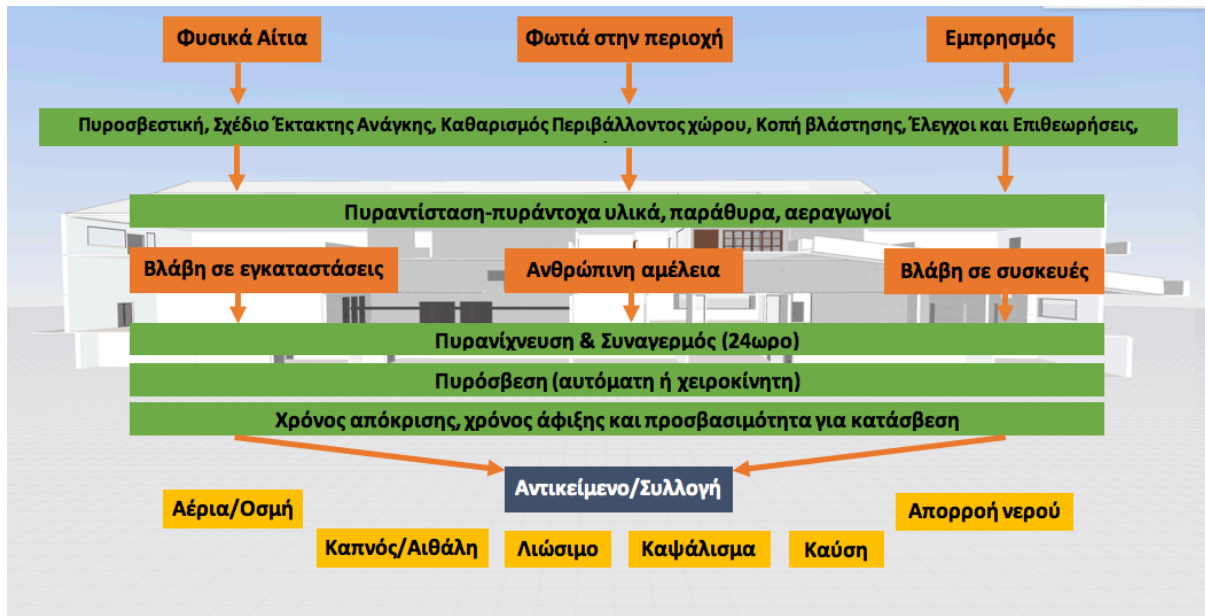 Φυσικά Αίτια
Φωτιά στην περιοχή
Εμπρησμός
Πυροσβεστική, Σχέδιο Έκτακτης Ανάγκης, Καθαρισμός Περιβάλλοντος χώρου, Κοπή βλάστησης, Έλεγχοι και Επιθεωρήσεις,
Πυραντίσταση-πυράντοχα υλικά, παράθυρα, αεραγωγοί
Βλάβη σε εγκαταστάσεις
Ανθρώπινη αμέλεια
Βλάβη σε συσκευές
Πυρανίχνευση & Συναγερμός (24ωρο)
Πυρόσβεση (αυτόματη ή χειροκίνητη)
Χρόνος απόκρισης, χρόνος άφιξης και προσβασιμότητα για κατάσβεση
Αντικείμενο/Συλλογή
Αέρια/Οσμή
Απορροή νερού
Καπνός/Αιθάλη
Λιώσιμο
Καψάλισμα
Καύση